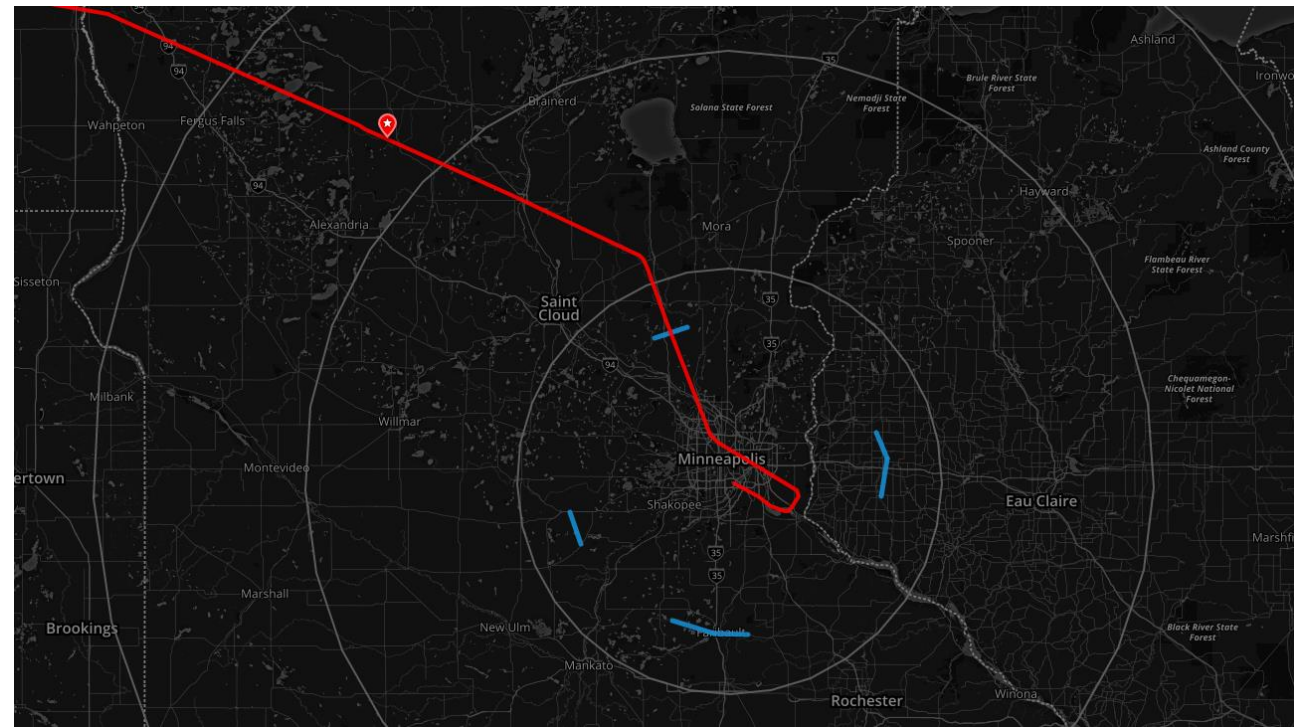 Ashland
94
35
94
Ironwo
Brule River State
Forest
Brainerd
Solana State Forest
Nemadji State
Forest
Wahpeton
Fergus Falls
Ashland County
Forest
94
Hayward
Alexandria
Mora
Spooner
Flambeau River
State Forest
Sisseton
Saint
Cloud
35
35
94
Chequamegon-
Nicolet National
Forest
Milbank
Willmar
Minneapolis
Montevideo
ertown
Shakopee
Eau Claire
Marshfi
35
35
Marshall
New Ulm
Brookings
Faribault
Black River State
Forest
Mankato
Rochester
Winona